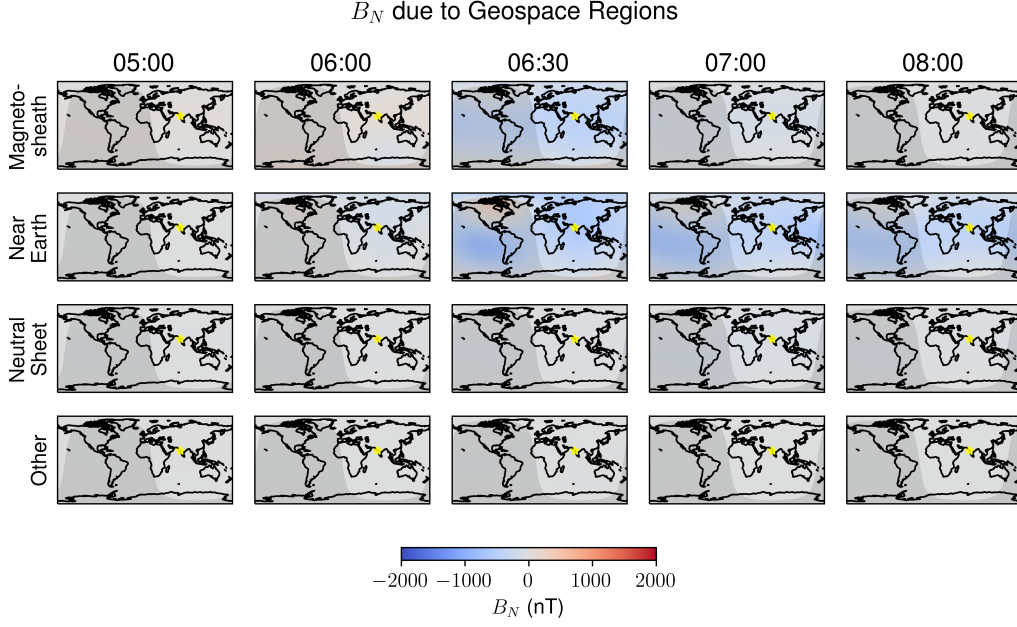 B_N due to Geospace Regions
05:00 06:00 06:30 07:00 08:00
Magneto-
sheath
Near
Earth
Neutral
Sheet
Other
−2000 −1000 0 1000 2000
B_N (nT)